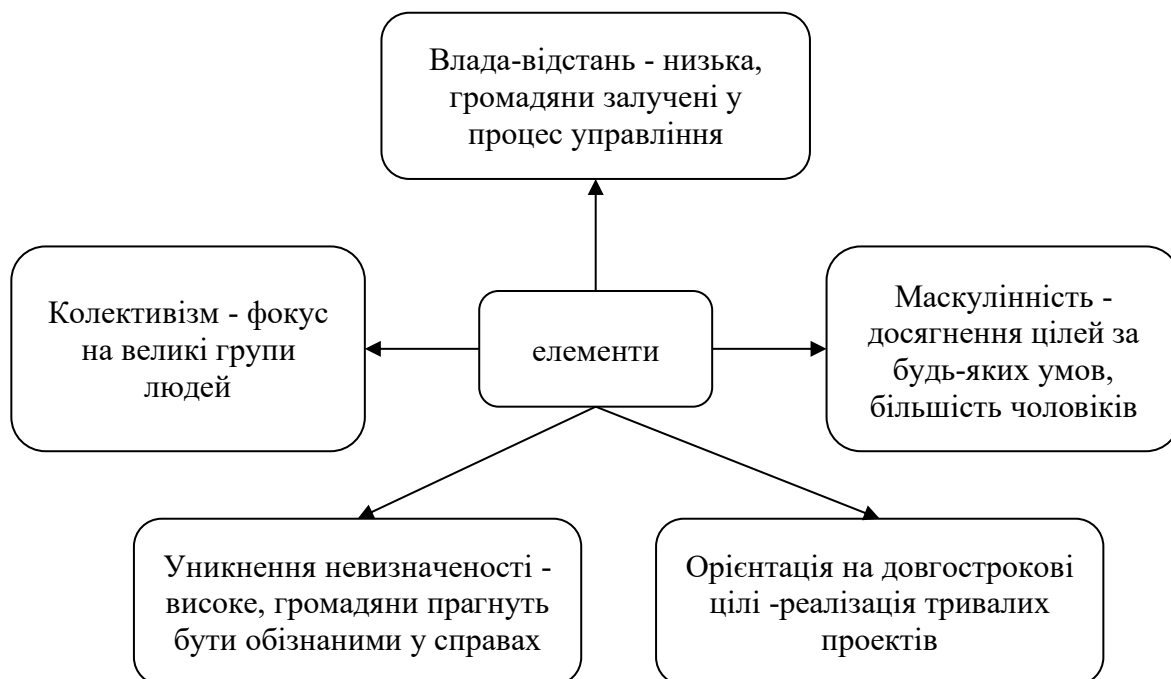 Влада-відстань - низька,
громадяни залучені у
процес управління
Колективізм - фокус
на великі групи
людей
елементи
Маскулінність -
досягнення цілей за
будь-яких умов,
більшість чоловіків
Уникнення невизначеності -
високе, громадяни прагнуть
бути обізнаними у справах
Орієнтація на довгострокові
цілі -реалізація тривалих
проектів